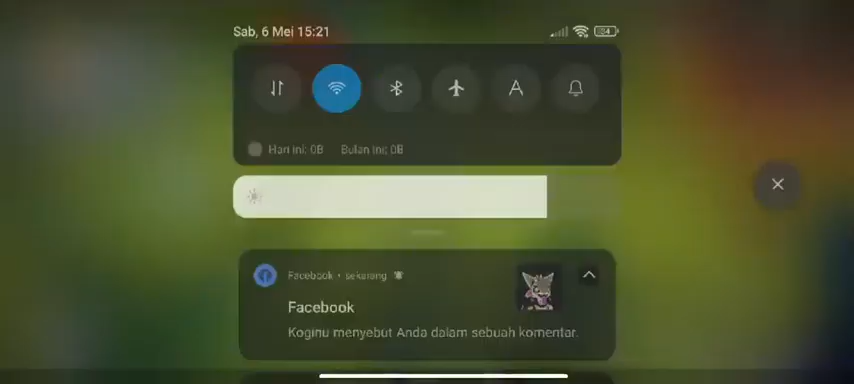 Sab, 6 Mei 15:21
84
A
Hari ini: 0B Bulan ini: 0B
Facebook • sekarang
Facebook
Koginu menyebut Anda dalam sebuah komentar.